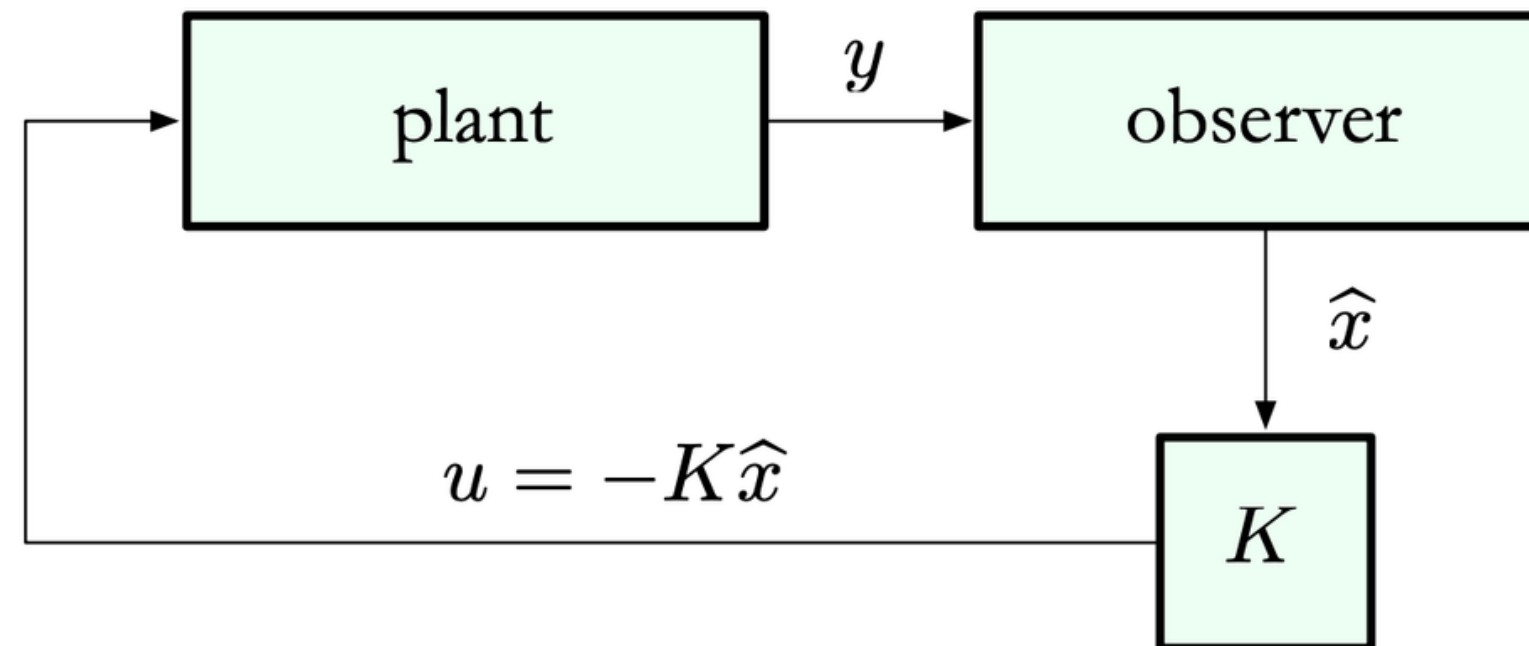 plant
y
observer
x̂
u = −Kx̂
K